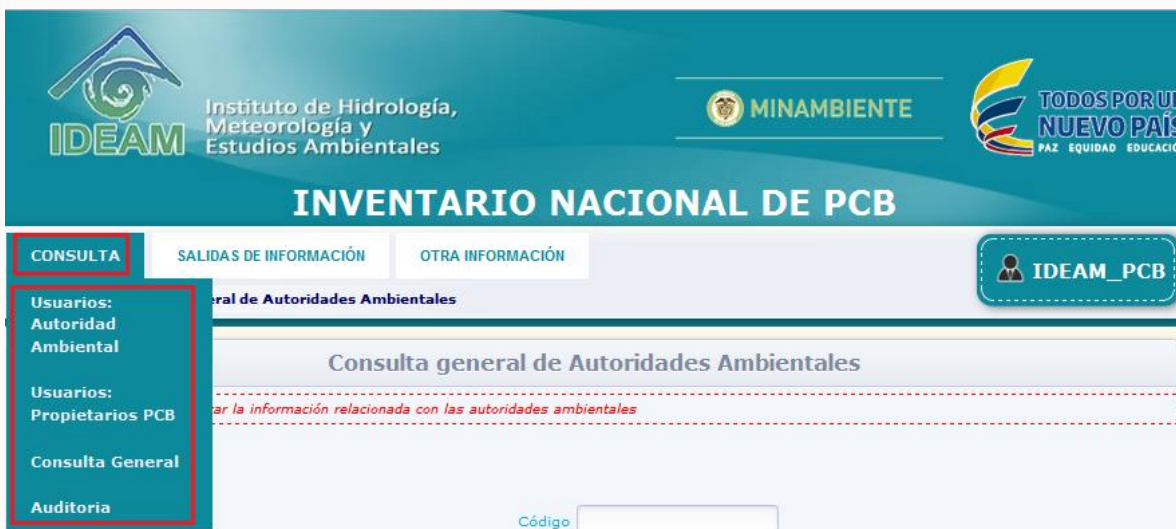 IDEAM
Instituto de Hidrología,
Meteorología y
Estudios Ambientales
MINAMBIENTE
TODOS POR UN
NUEVO PAÍS
PAZ EQUIDAD EDUCACIÓ
INVENTARIO NACIONAL DE PCB
CONSULTA
SALIDAS DE INFORMACIÓN
OTRA INFORMACIÓN
IDEAM_PCB
Usuarios:
Autoridad
Ambiental
Usuarios:
Propietarios PCB
Consulta General
Auditoria
eral de Autoridades Ambientales
Consulta general de Autoridades Ambientales
ar la información relacionada con las autoridades ambientales
Código